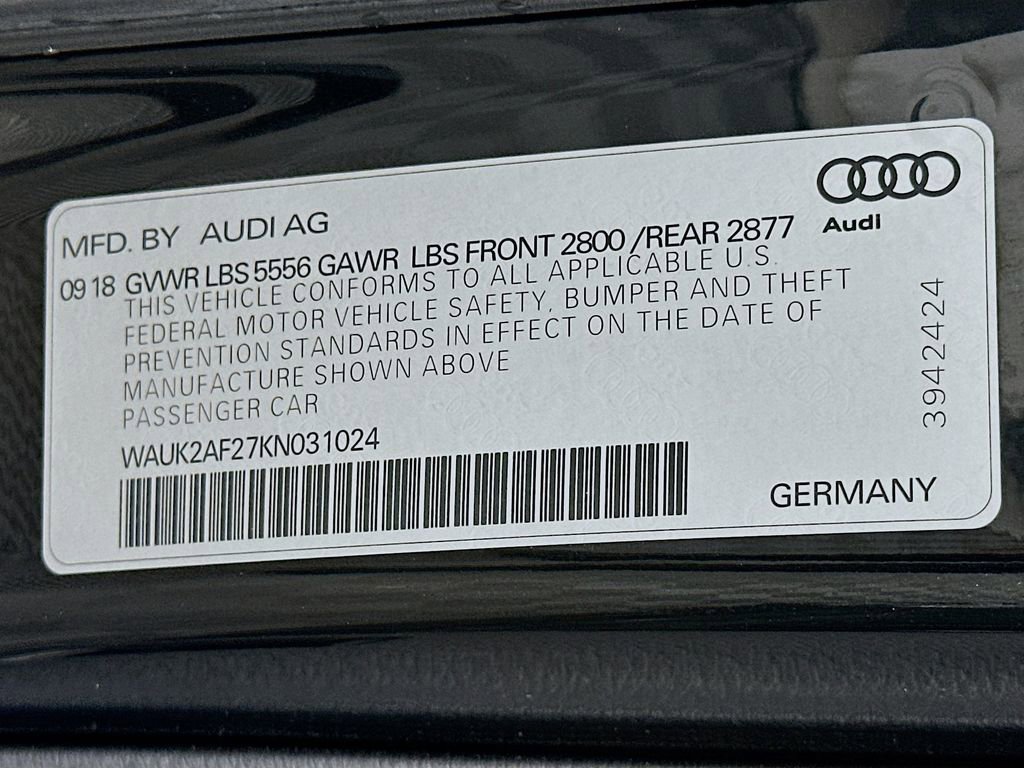 Audi
MFD. BY AUDI AG
09 18 GVWR LBS 5556 GAWR LBS FRONT 2800 /REAR 2877
THIS VEHICLE CONFORMS TO ALL APPLICABLE U.S.
FEDERAL MOTOR VEHICLE SAFETY, BUMPER AND THEFT
PREVENTION STANDARDS IN EFFECT ON THE DATE OF
MANUFACTURE SHOWN ABOVE
PASSENGER CAR
WAUK2AF27KN031024
GERMANY
3942424